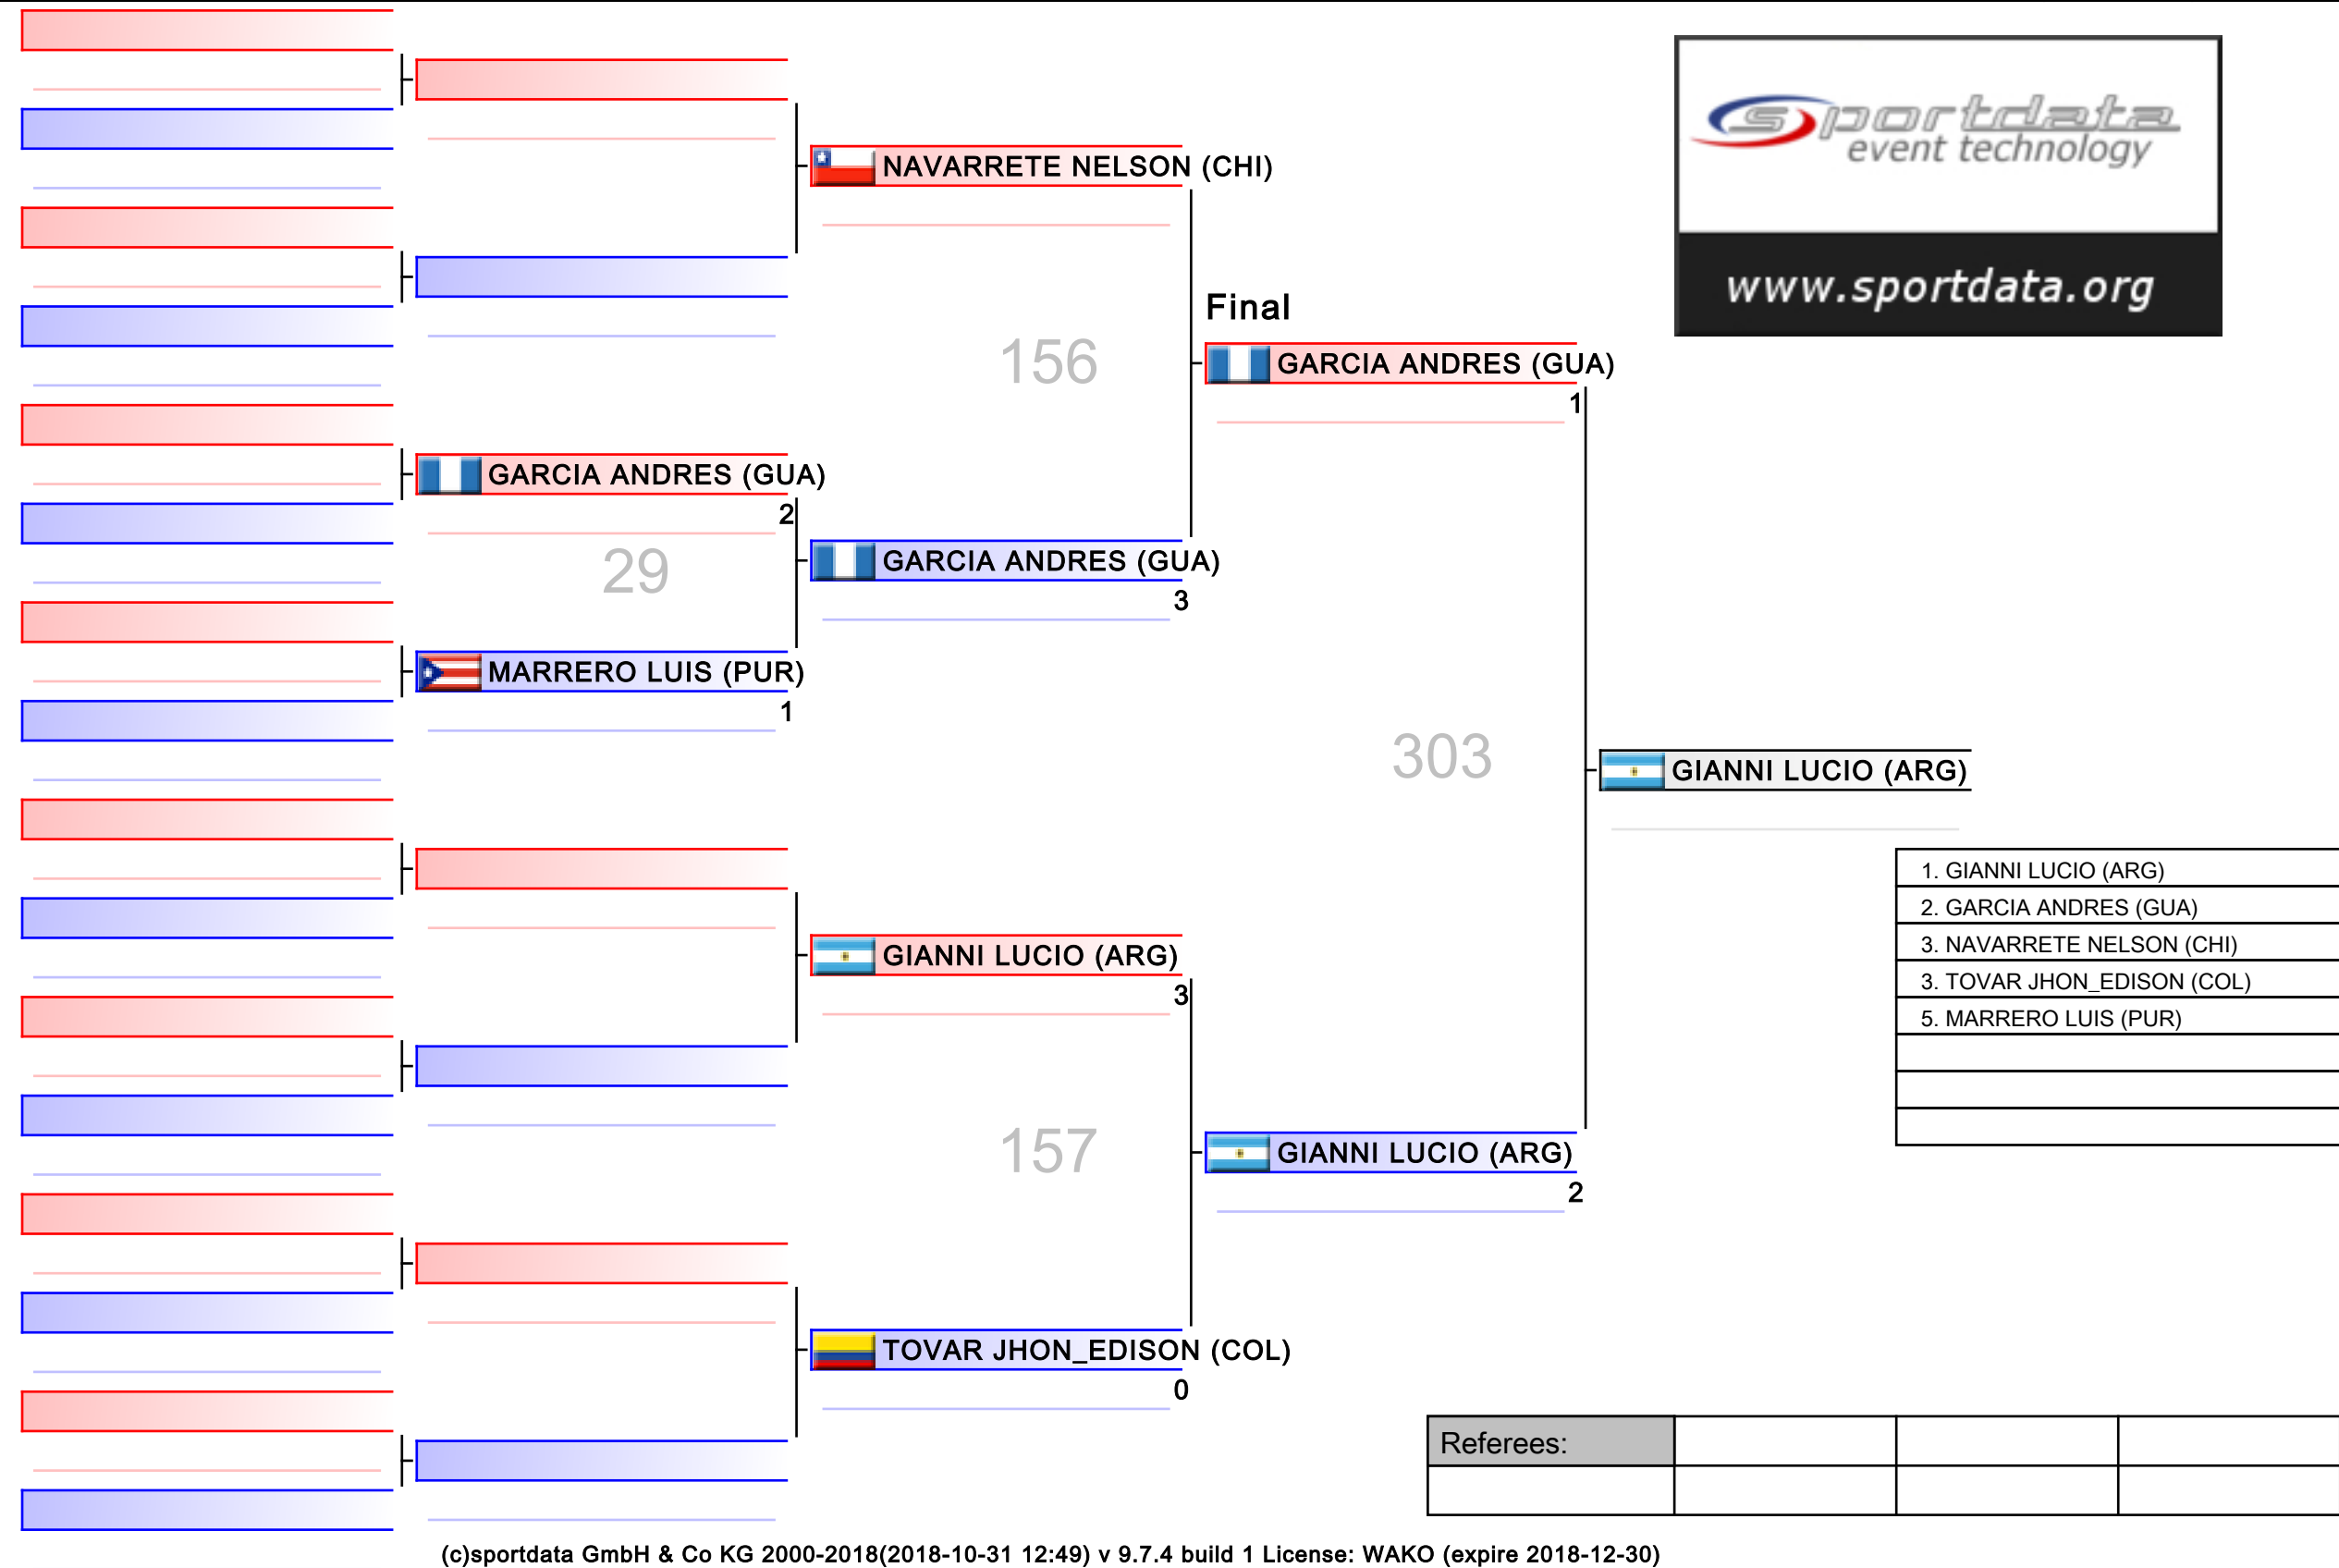 sportdata
event technology
www.sportdata.org
NAVARRETE NELSON (CHI)
156
Final
GARCIA ANDRES (GUA)
1
GARCIA ANDRES (GUA)
2
29
GARCIA ANDRES (GUA)
3
MARRERO LUIS (PUR)
1
303
GIANNI LUCIO (ARG)
1. GIANNI LUCIO (ARG)
2. GARCIA ANDRES (GUA)
3. NAVARRETE NELSON (CHI)
3. TOVAR JHON_EDISON (COL)
5. MARRERO LUIS (PUR)
GIANNI LUCIO (ARG)
3
157
GIANNI LUCIO (ARG)
2
TOVAR JHON_EDISON (COL)
0
Referees:
(c)sportdata GmbH & Co KG 2000-2018(2018-10-31 12:49) v 9.7.4 build 1 License: WAKO (expire 2018-12-30)